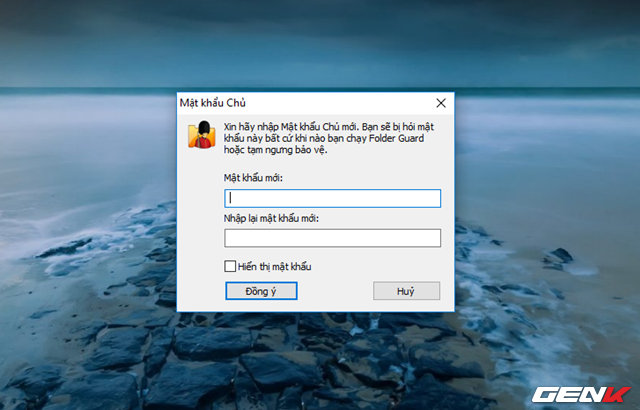 Mật khẩu Chủ
Xin hãy nhập Mật khẩu Chủ mới. Bạn sẽ bị hỏi mật
khẩu này bất cứ khi nào bạn chạy Folder Guard
hoặc tạm ngưng bảo vệ.
Mật khẩu mới:
Nhập lại mật khẩu mới:
Hiển thị mật khẩu
Đồng ý
Huỷ
GENK